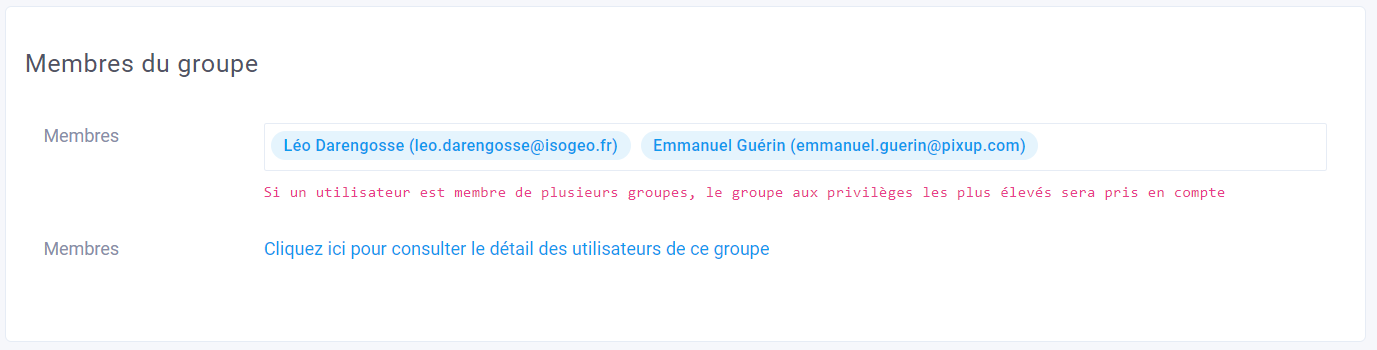 Membres du groupe
Membres
Léo Darengosse (leo.darengosse@isogeo.fr) Emmanuel Guérin (emmanuel.guerin@pixup.com)
Si un utilisateur est membre de plusieurs groupes, le groupe aux privilèges les plus élevés sera pris en compte
Membres
Cliquez ici pour consulter le détail des utilisateurs de ce groupe